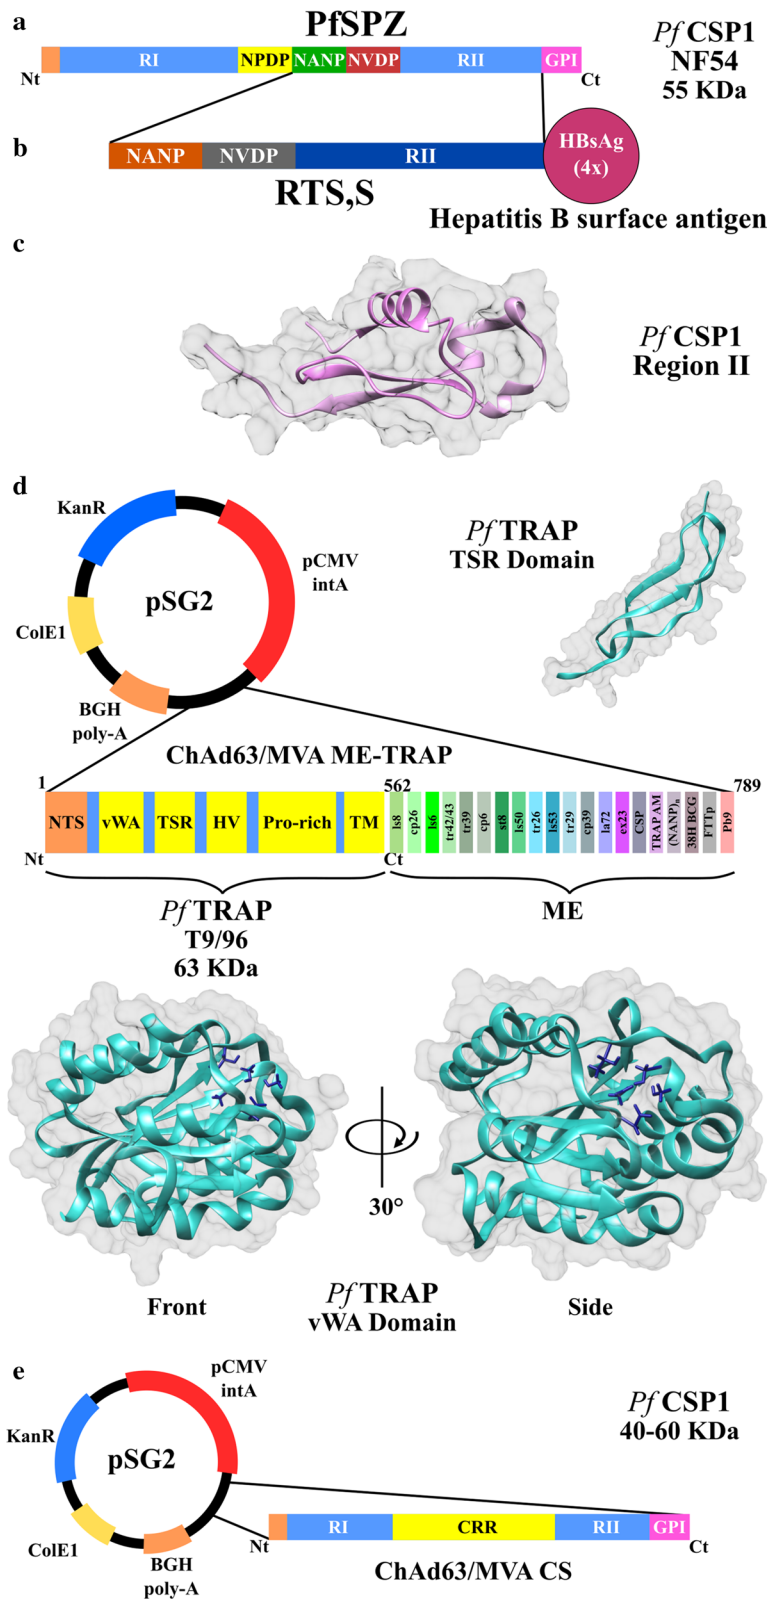 a
PfSPZ
Pf CSP1
NF54
55 KDa
RI
NPDP
NANP
NVDP
RII
GPI
Nt
Ct
b
NANP
NVDP
RII
HBsAg
(4x)
RTS,S
Hepatitis B surface antigen
c
Pf CSP1
Region II
d
KanR
pCMV
intA
pSG2
ColE1
BGH
poly-A
Pf TRAP
TSR Domain
ChAd63/MVA ME-TRAP
1
562
789
NTS
vWA
TSR
HV
Pro-rich
TM
ls8
cp26
ls6
tr42/43
tr39
cp6
st8
ls50
tr26
ls53
tr29
cp39
la72
ex23
CSP
TRAP AM
(NANP)n
38H BCG
FTTp
Pb9
Nt
Ct
Pf TRAP
T9/96
63 KDa
ME
30°
Front
Pf TRAP
vWA Domain
Side
e
pCMV
intA
KanR
pSG2
ColE1
BGH
poly-A
Pf CSP1
40-60 KDa
RI
CRR
RII
GPI
Nt
Ct
ChAd63/MVA CS